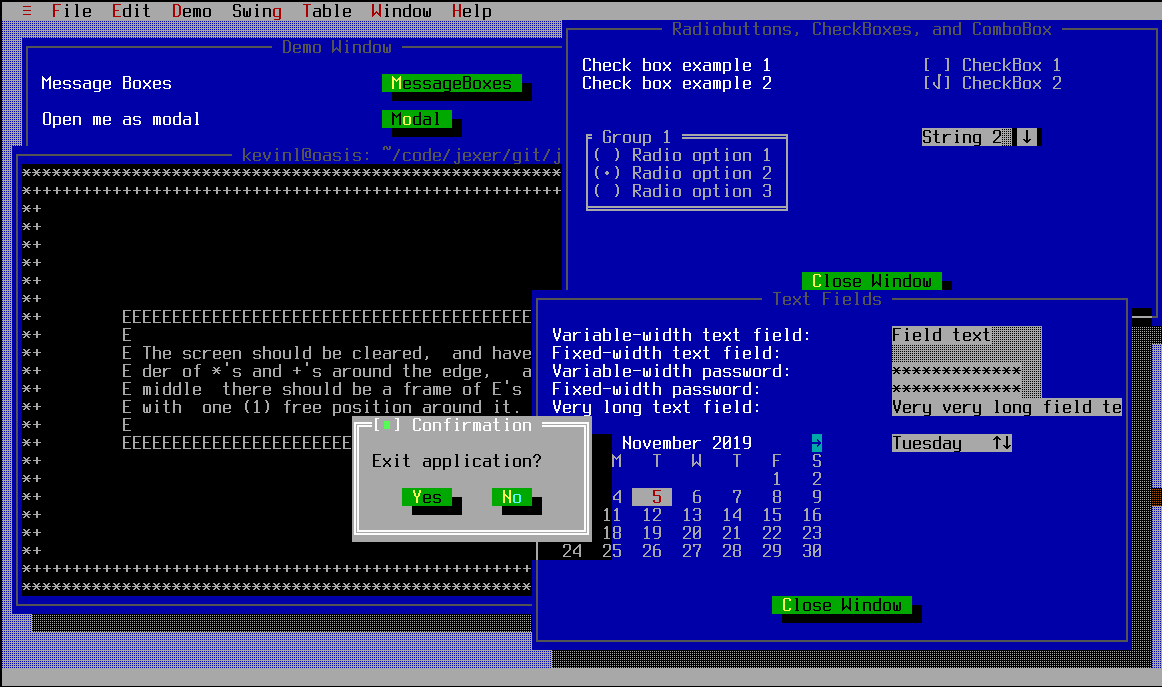 ≡ File Edit Demo Swing Table Window Help
Demo Window
Message Boxes MessageBoxes
Open me as modal Modal
Radiobuttons, CheckBoxes, and ComboBox
Check box example 1 [ ] CheckBox 1
Check box example 2 [√] CheckBox 2
String 2 ↓
Group 1
( ) Radio option 1
(•) Radio option 2
( ) Radio option 3
Close Window
kevinl@oasis: ~/code/jexer/git/j
******************************************************
*+++++++++++++++++++++++++++++++++++++++++++++++++++++
*+
*+
*+
*+
*+
*+
*+ EEEEEEEEEEEEEEEEEEEEEEEEEEEEEEEEEEEEEEEEE
*+ E
*+ E The screen should be cleared,  and have
*+ E der of *'s and +'s around the edge,   a
*+ E middle  there should be a frame of E's
*+ E with  one (1) free position around it.
*+ E
*+ EEEEEEEEEEEEEEEEEEEEEEE
*+
*+
*+
*+
*+
*+
*++++++++++++++++++++++++++++++++++++++++++++++++++
***************************************************
Text Fields
Variable-width text field: Field text
Fixed-width text field:
Variable-width password: *************
Fixed-width password: *************
Very long text field: Very very long field te
November 2019 →
M T W T F S
1 2
4 5 6 7 8 9
11 12 13 14 15 16
18 19 20 21 22 23
24 25 26 27 28 29 30
Tuesday ↑↓
Close Window
[■] Confirmation
Exit application?
Yes No